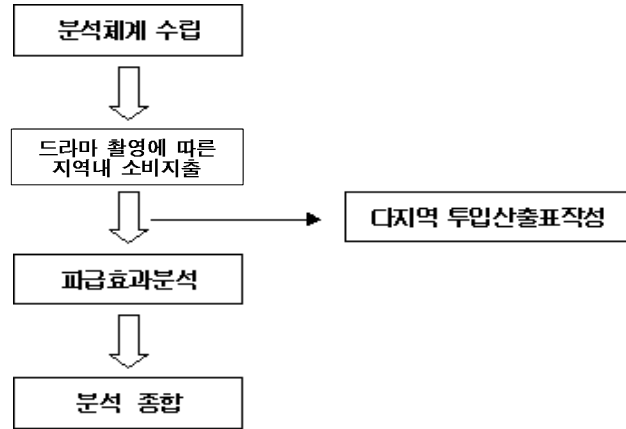 분석체계 수립
드라마 촬영에 따른
지역내 소비지출
다지역 투입산출표작성
파급효과분석
분석 종합